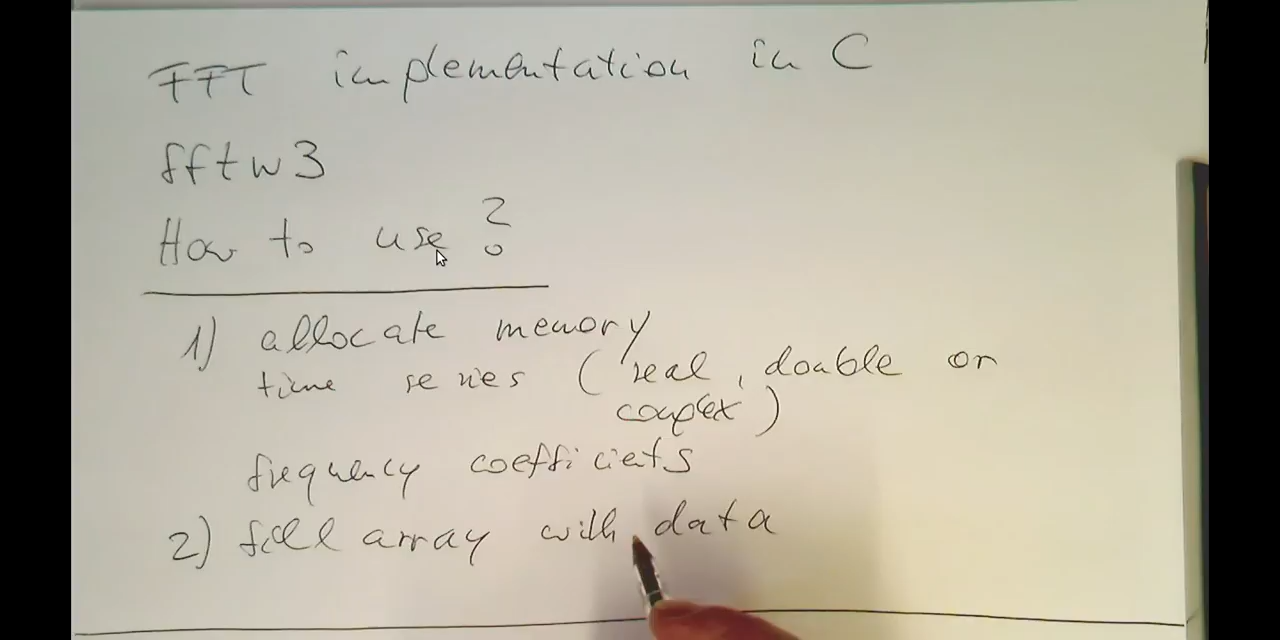 FFT implementation in C
fftw3
How to use?
1) allocate memory
time series (real, double or
complex)
frequency coefficients
2) fill array with data